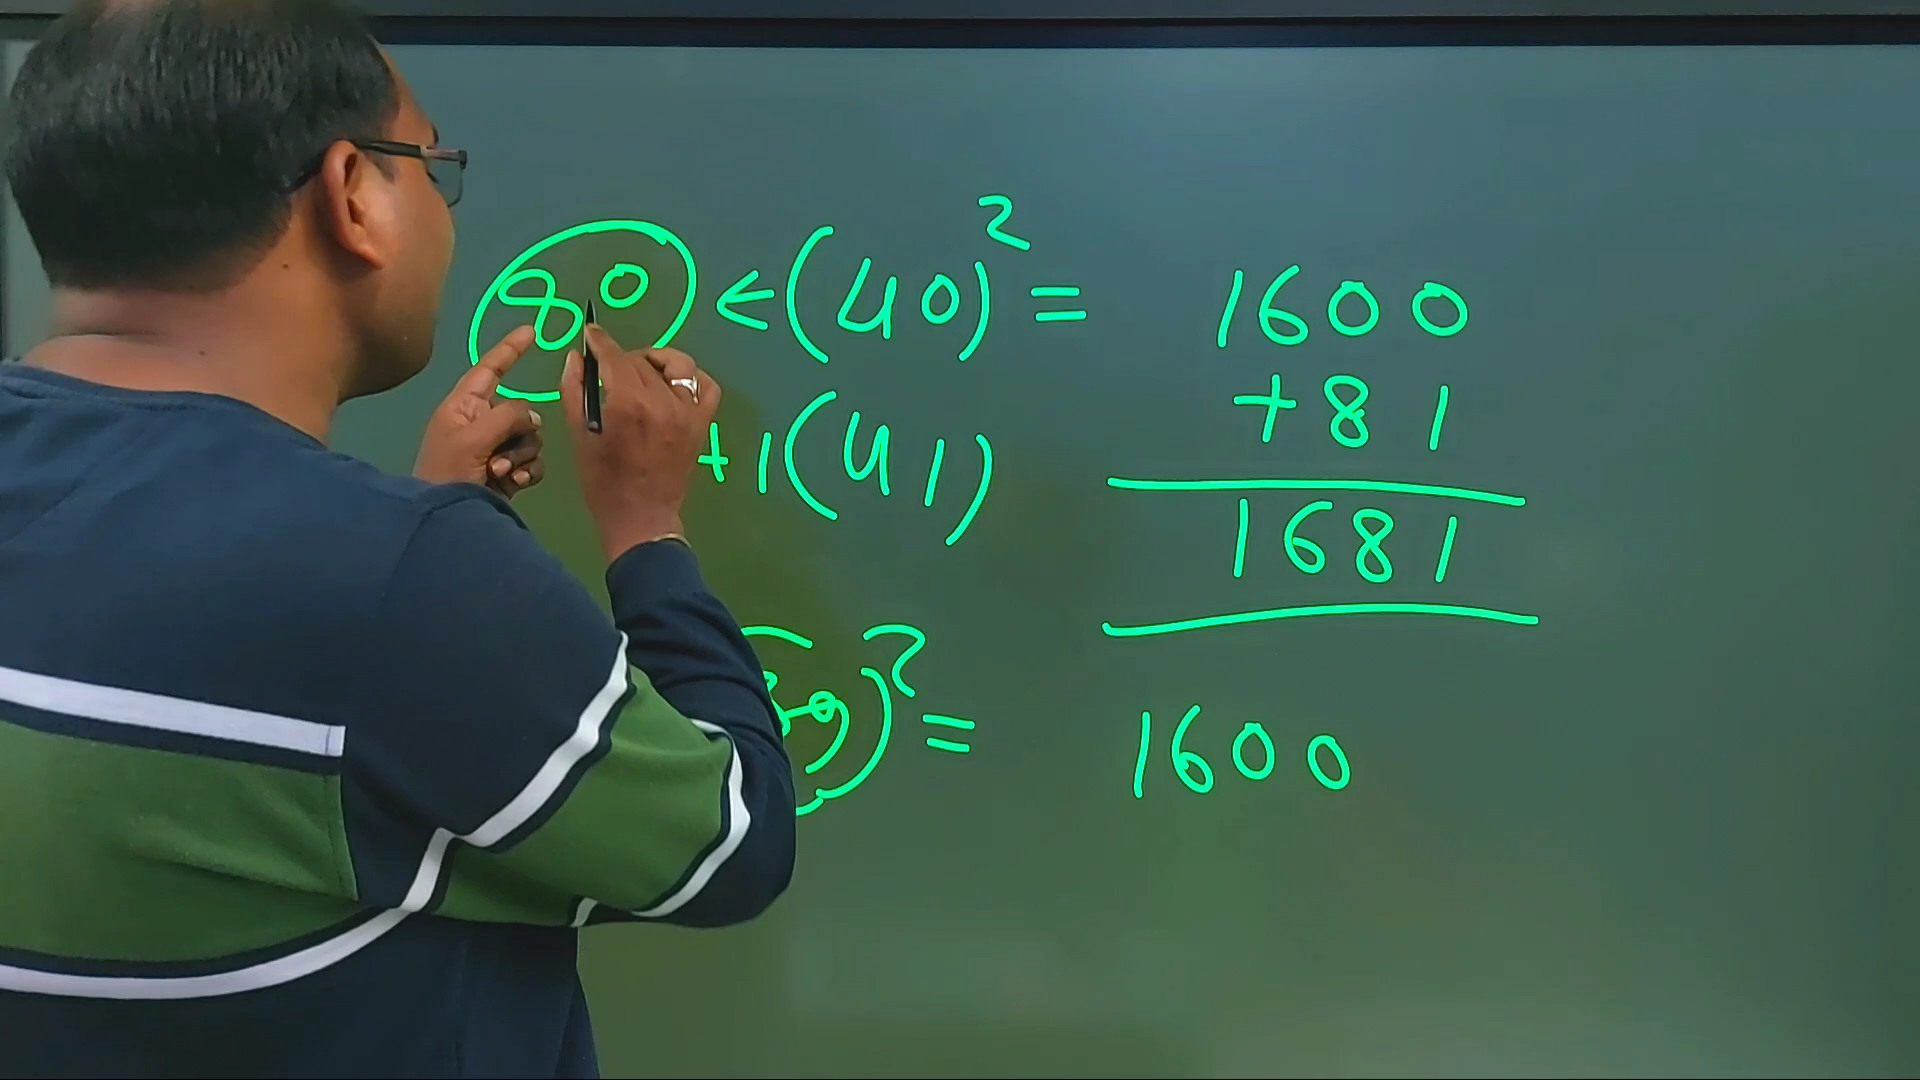 80 < (40)² = 1600
+1 (41) + 81
1681
)² = 1600